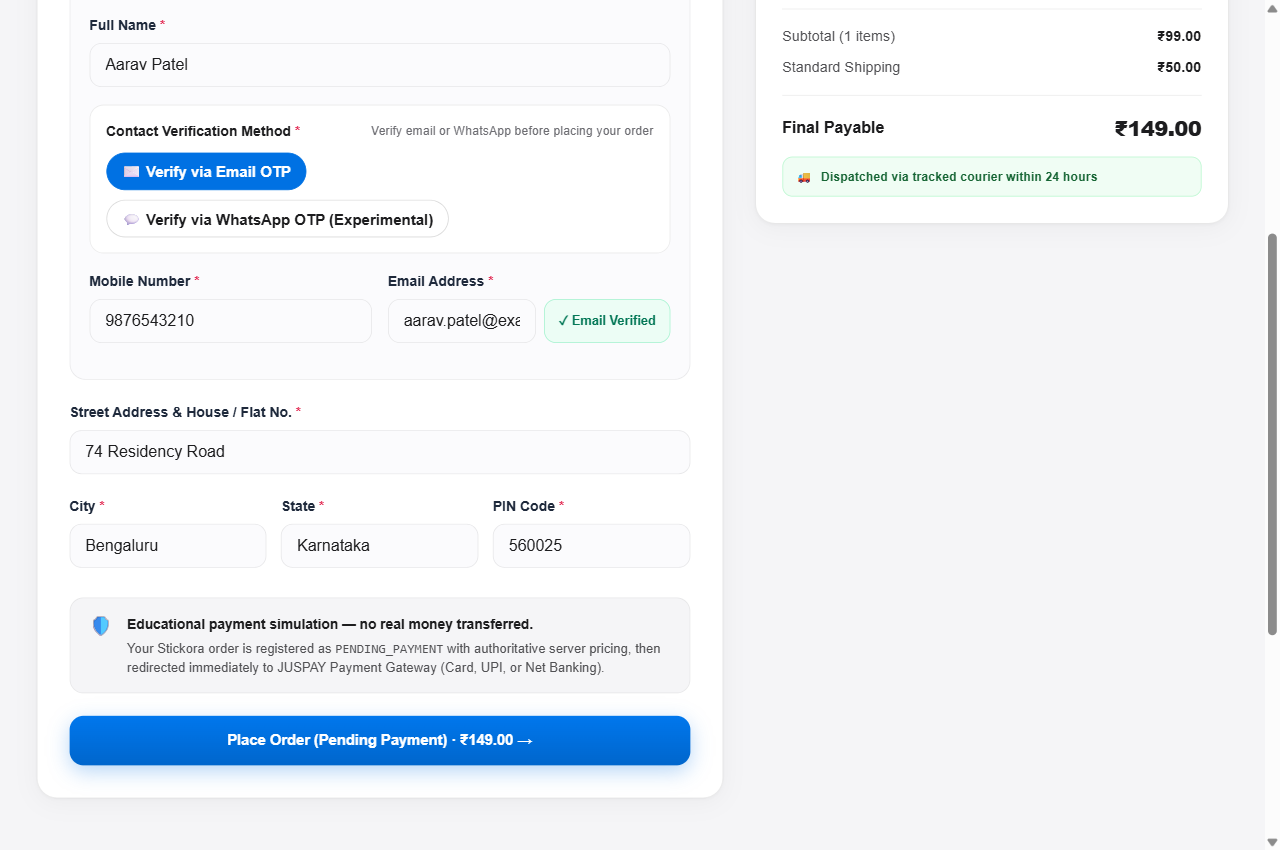 Full Name *
Aarav Patel
Contact Verification Method *
Verify email or WhatsApp before placing your order
Verify via Email OTP
Verify via WhatsApp OTP (Experimental)
Mobile Number *
Email Address *
9876543210
aarav.patel@exa
✓ Email Verified
Street Address & House / Flat No. *
74 Residency Road
City *
State *
PIN Code *
Bengaluru
Karnataka
560025
Educational payment simulation — no real money transferred.
Your Stickora order is registered as PENDING_PAYMENT with authoritative server pricing, then
redirected immediately to JUSPAY Payment Gateway (Card, UPI, or Net Banking).
Place Order (Pending Payment) · ₹149.00 →
Subtotal (1 items)
₹99.00
Standard Shipping
₹50.00
Final Payable
₹149.00
Dispatched via tracked courier within 24 hours